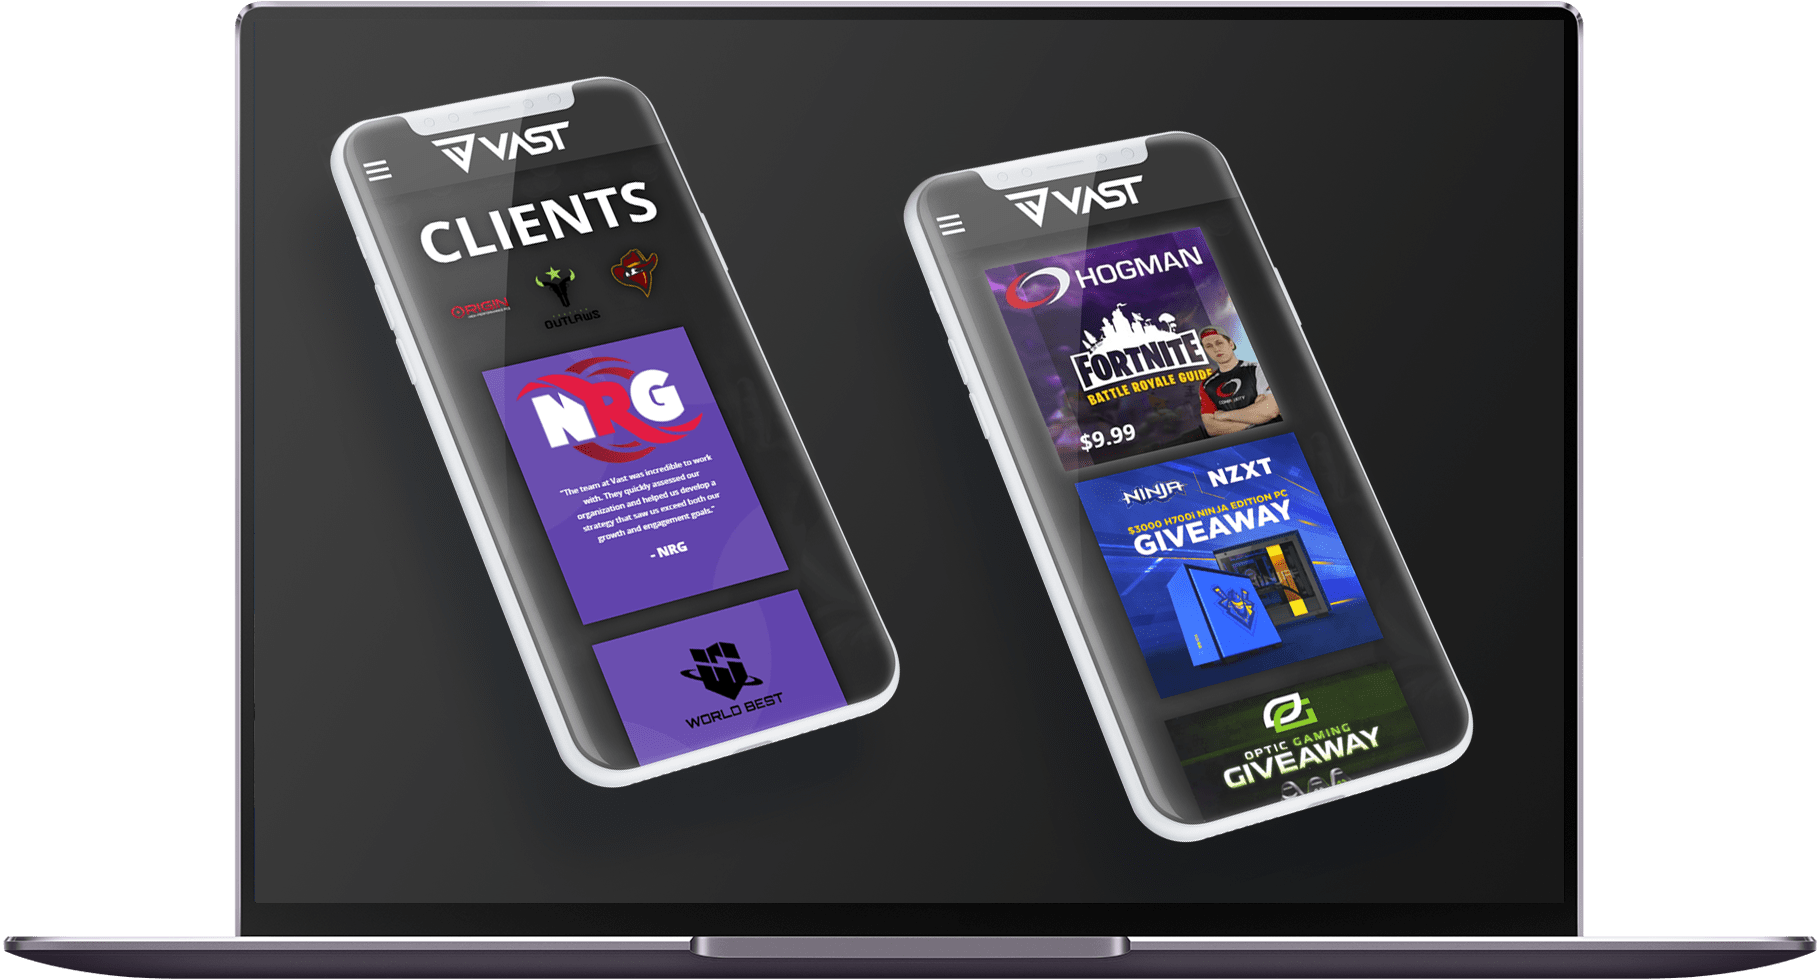 VAST
CLIENTS
ORIGIN
OUTLAWS
NRG
"The team at Vast was incredible to work
with. They quickly assessed our
organization and helped us develop a
strategy that saw us exceed both our
growth and engagement goals."
- NRG
WORLD BEST
VAST
HOGMAN
FORTNITE
BATTLE ROYALE GUIDE
$9.99
NINJA NZXT
$3000 H700i NINJA EDITION PC
GIVEAWAY
OPTIC GAMING
GIVEAWAY